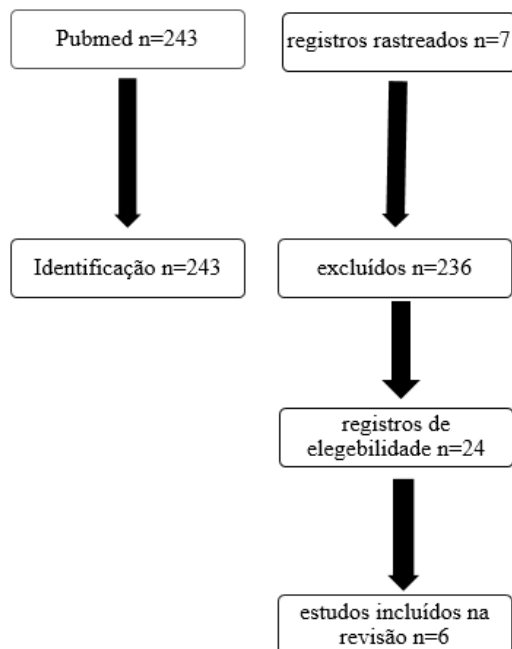 Pubmed n=243
Identificação n=243
registros rastreados n=7
excluídos n=236
registros de
elegebilidade n=24
estudos incluídos na
revisão n=6